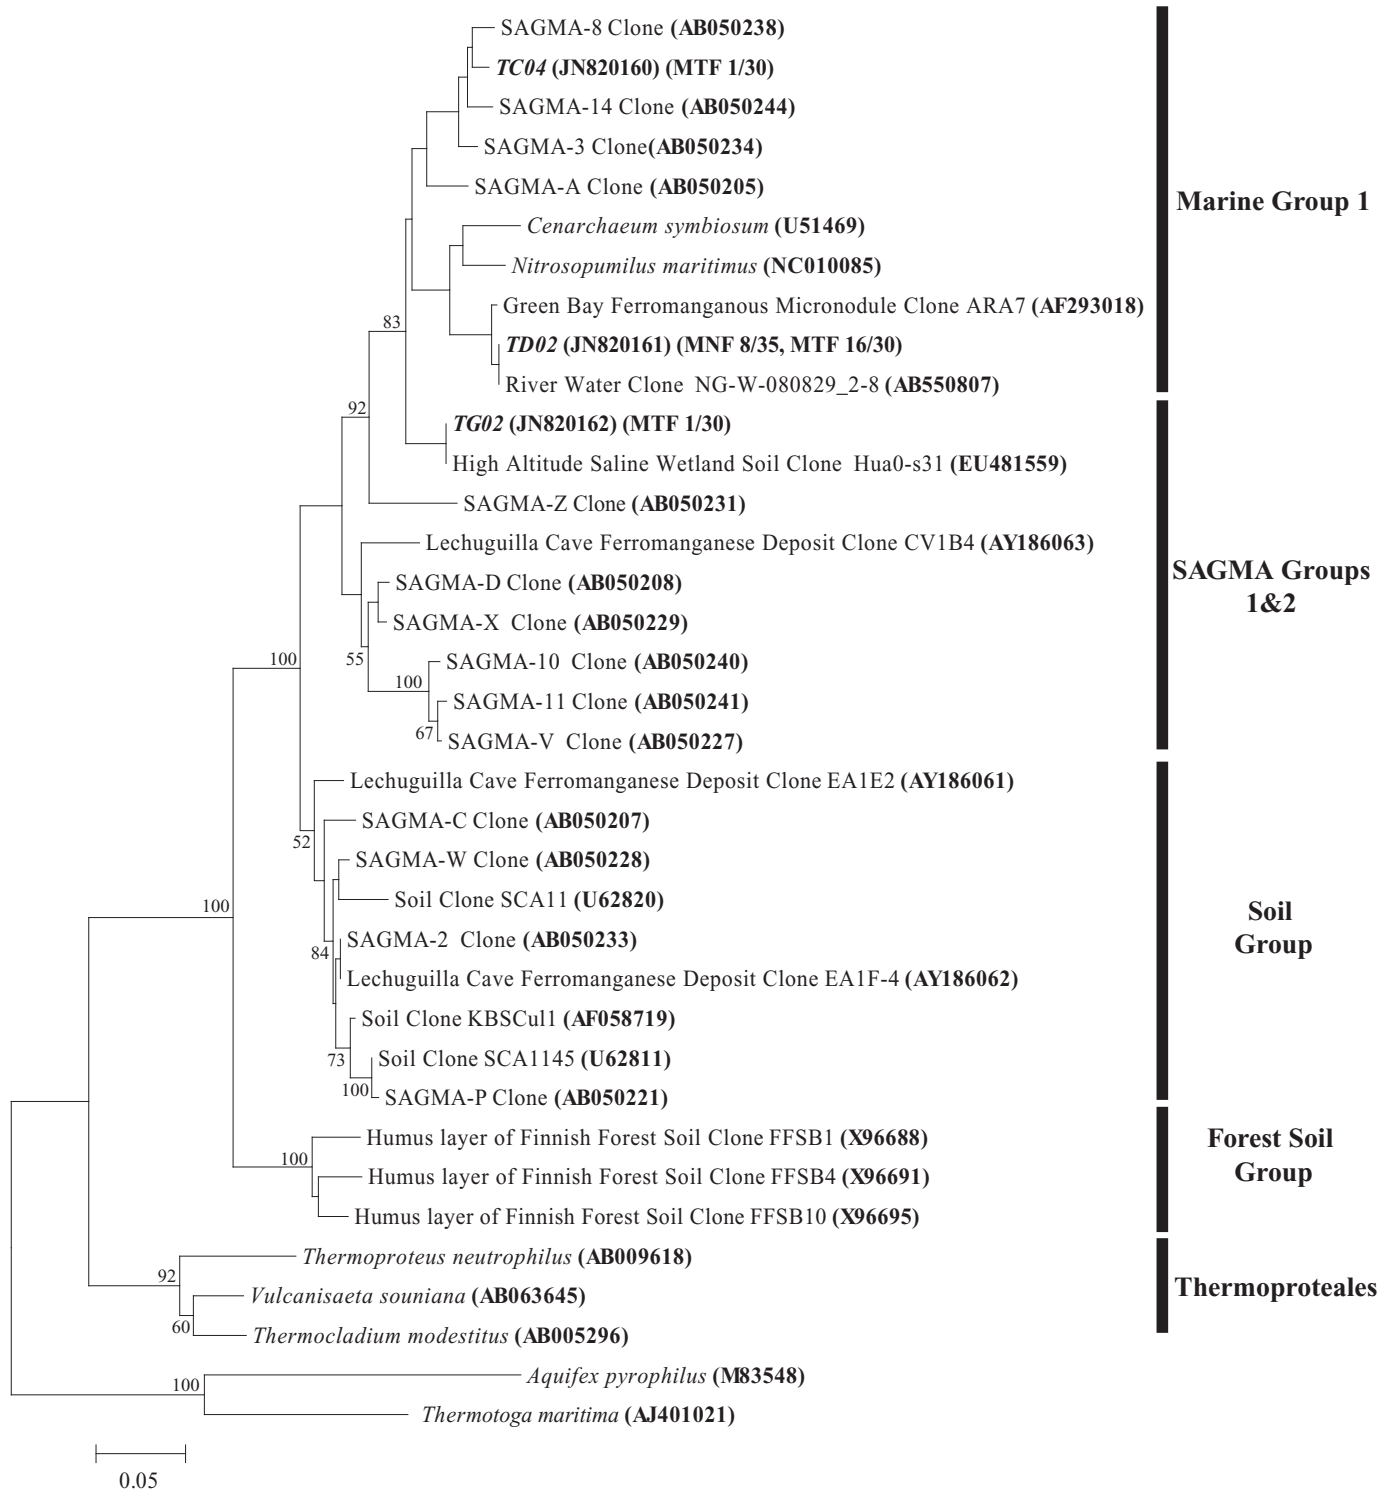 SAGMA-8 Clone (AB050238)
TC04 (JN820160) (MTF 1/30)
SAGMA-14 Clone (AB050244)
SAGMA-3 Clone(AB050234)
SAGMA-A Clone (AB050205)
Cenarchaeum symbiosum (U51469)
Nitrosopumilus maritimus (NC010085)
Green Bay Ferromanganous Micronodule Clone ARA7 (AF293018)
TD02 (JN820161) (MNF 8/35, MTF 16/30)
River Water Clone NG-W-080829_2-8 (AB550807)
Marine Group 1
83
92
TG02 (JN820162) (MTF 1/30)
High Altitude Saline Wetland Soil Clone Hua0-s31 (EU481559)
SAGMA-Z Clone (AB050231)
Lechuguilla Cave Ferromanganese Deposit Clone CV1B4 (AY186063)
SAGMA-D Clone (AB050208)
SAGMA-X Clone (AB050229)
SAGMA-10 Clone (AB050240)
SAGMA-11 Clone (AB050241)
SAGMA-V Clone (AB050227)
SAGMA Groups
1&2
100
55
100
67
Lechuguilla Cave Ferromanganese Deposit Clone EA1E2 (AY186061)
SAGMA-C Clone (AB050207)
SAGMA-W Clone (AB050228)
Soil Clone SCA11 (U62820)
SAGMA-2 Clone (AB050233)
Lechuguilla Cave Ferromanganese Deposit Clone EA1F-4 (AY186062)
Soil Clone KBSCul1 (AF058719)
Soil Clone SCA1145 (U62811)
SAGMA-P Clone (AB050221)
Soil
Group
52
100
84
73
100
Humus layer of Finnish Forest Soil Clone FFSB1 (X96688)
Humus layer of Finnish Forest Soil Clone FFSB4 (X96691)
Humus layer of Finnish Forest Soil Clone FFSB10 (X96695)
Forest Soil
Group
100
Thermoproteus neutrophilus (AB009618)
Vulcanisaeta souniana (AB063645)
Thermocladium modestitus (AB005296)
Thermoproteales
92
60
Aquifex pyrophilus (M83548)
Thermotoga maritima (AJ401021)
100
0.05